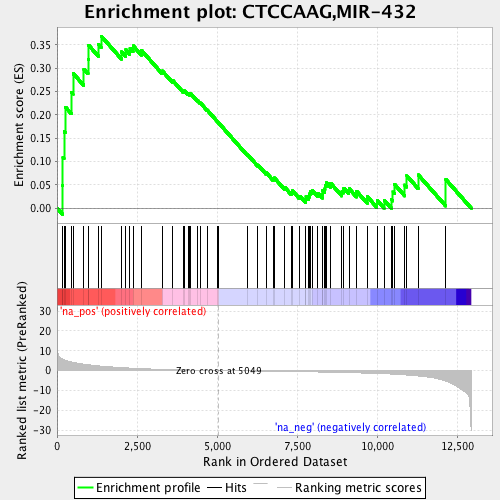 Enrichment plot: CTCCAAG,MIR-432
Enrichment score (ES)
0.35
0.30
0.25
0.20
0.15
0.10
0.05
0.00
'na_pos' (positively correlated)
Ranked list metric (PreRanked)
30
20
10
0
-10
-20
-30
Zero cross at 5049
'na_neg' (negatively correlated)
0
2,500
5,000
7,500
10,000
12,500
Rank in Ordered Dataset
Enrichment profile
Hits
Ranking metric scores